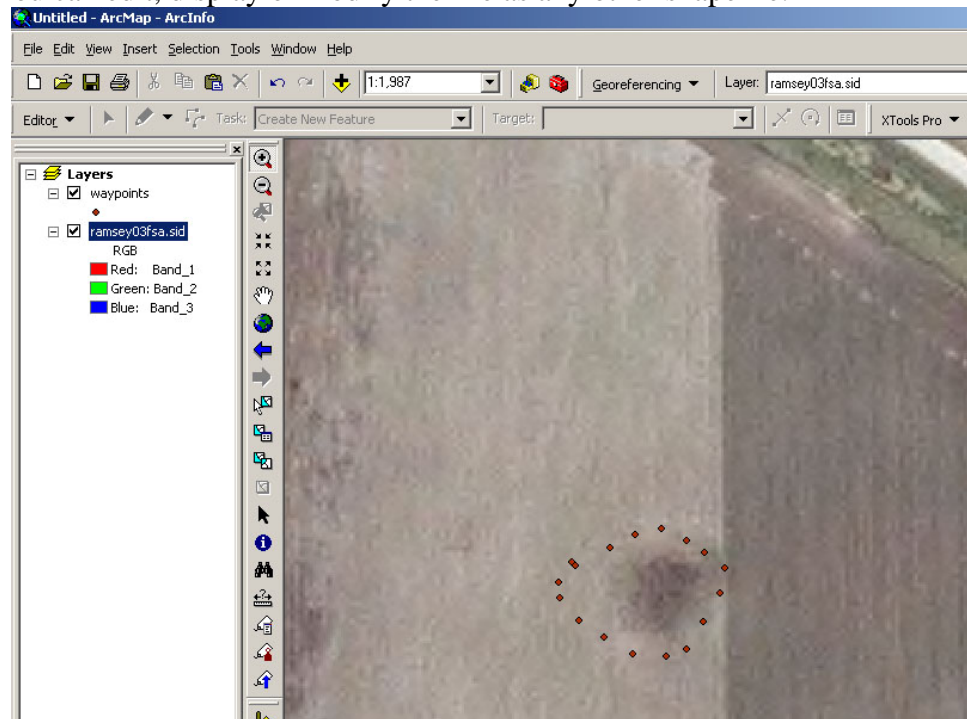 Untitled - ArcMap - ArcInfo
File Edit View Insert Selection Tools Window Help
1:1,987 Georeferencing Layer: ramsey03fsa.sid
Editor Task: Create New Feature Target: XTools Pro
Layers
waypoints
ramsey03fsa.sid
RGB
Red: Band_1
Green: Band_2
Blue: Band_3